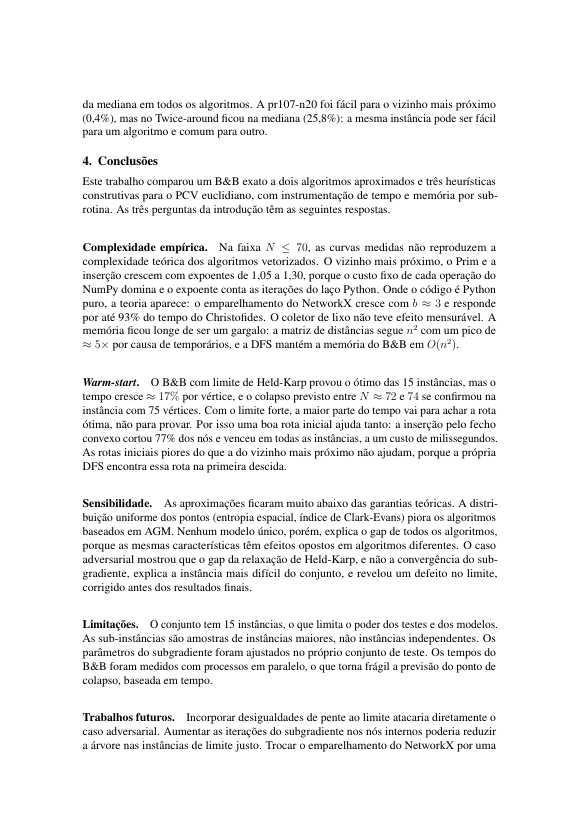 da mediana em todos os algoritmos. A pr107-n20 foi fácil para o vizinho mais próximo
(0,4%), mas no Twice-around ficou na mediana (25,8%): a mesma instância pode ser fácil
para um algoritmo e comum para outro.
4. Conclusões
Este trabalho comparou um B&B exato a dois algoritmos aproximados e três heurísticas
construtivas para o PCV euclidiano, com instrumentação de tempo e memória por sub-
rotina. As três perguntas da introdução têm as seguintes respostas.
Complexidade empírica. Na faixa N ≤ 70, as curvas medidas não reproduzem a
complexidade teórica dos algoritmos vetorizados. O vizinho mais próximo, o Prim e a
inserção crescem com expoentes de 1,05 a 1,30, porque o custo fixo de cada operação do
NumPy domina e o expoente conta as iterações do laço Python. Onde o código é Python
puro, a teoria aparece: o emparelhamento do NetworkX cresce com b ≈ 3 e responde
por até 93% do tempo do Christofides. O coletor de lixo não teve efeito mensurável. A
memória ficou longe de ser um gargalo: a matriz de distâncias segue n² com um pico de
≈ 5× por causa de temporários, e a DFS mantém a memória do B&B em O(n²).
Warm-start. O B&B com limite de Held-Karp provou o ótimo das 15 instâncias, mas o
tempo cresce ≈ 17% por vértice, e o colapso previsto entre N ≈ 72 e 74 se confirmou na
instância com 75 vértices. Com o limite forte, a maior parte do tempo vai para achar a rota
ótima, não para provar. Por isso uma boa rota inicial ajuda tanto: a inserção pelo fecho
convexo cortou 77% dos nós e venceu em todas as instâncias, a um custo de milissegundos.
As rotas iniciais piores do que a do vizinho mais próximo não ajudam, porque a própria
DFS encontra essa rota na primeira descida.
Sensibilidade. As aproximações ficaram muito abaixo das garantias teóricas. A distri-
buição uniforme dos pontos (entropia espacial, índice de Clark-Evans) piora os algoritmos
baseados em AGM. Nenhum modelo único, porém, explica o gap de todos os algoritmos,
porque as mesmas características têm efeitos opostos em algoritmos diferentes. O caso
adversarial mostrou que o gap da relaxação de Held-Karp, e não a convergência do sub-
gradiente, explica a instância mais difícil do conjunto, e revelou um defeito no limite,
corrigido antes dos resultados finais.
Limitações. O conjunto tem 15 instâncias, o que limita o poder dos testes e dos modelos.
As sub-instâncias são amostras de instâncias maiores, não instâncias independentes. Os
parâmetros do subgradiente foram ajustados no próprio conjunto de teste. Os tempos do
B&B foram medidos com processos em paralelo, o que torna frágil a previsão do ponto de
colapso, baseada em tempo.
Trabalhos futuros. Incorporar desigualdades de pente ao limite atacaria diretamente o
caso adversarial. Aumentar as iterações do subgradiente nos nós internos poderia reduzir
a árvore nas instâncias de limite justo. Trocar o emparelhamento do NetworkX por uma